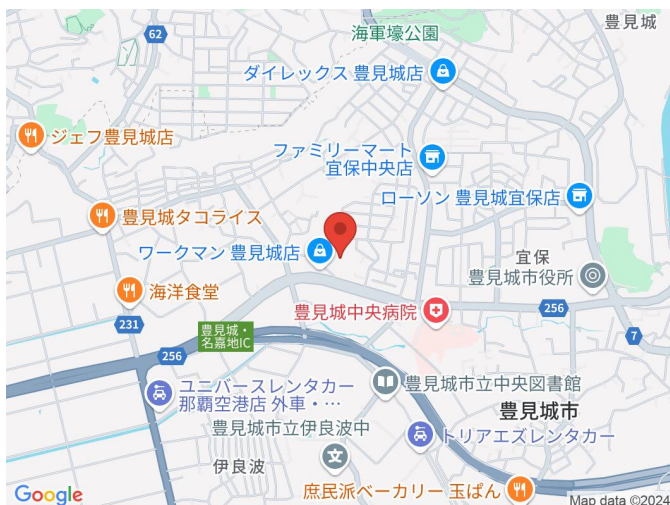 豊見城
海軍壕公園
62
ダイレックス 豊見城店
ジェフ豊見城店
ファミリーマート
宜保中央店
ローソン 豊見城宜保店
豊見城タコライス
ワークマン 豊見城店
宜保
豊見城市役所
海洋食堂
豊見城中央病院
256
231
豊見城・
名嘉地IC
7
256
ユニバースレンタカー
那覇空港店 外車・…
豊見城市立中央図書館
豊見城市
豊見城市立伊良波中
トリアエズレンタカー
伊良波
庶民派ベーカリー 玉ぱん
Google
Map data ©2024